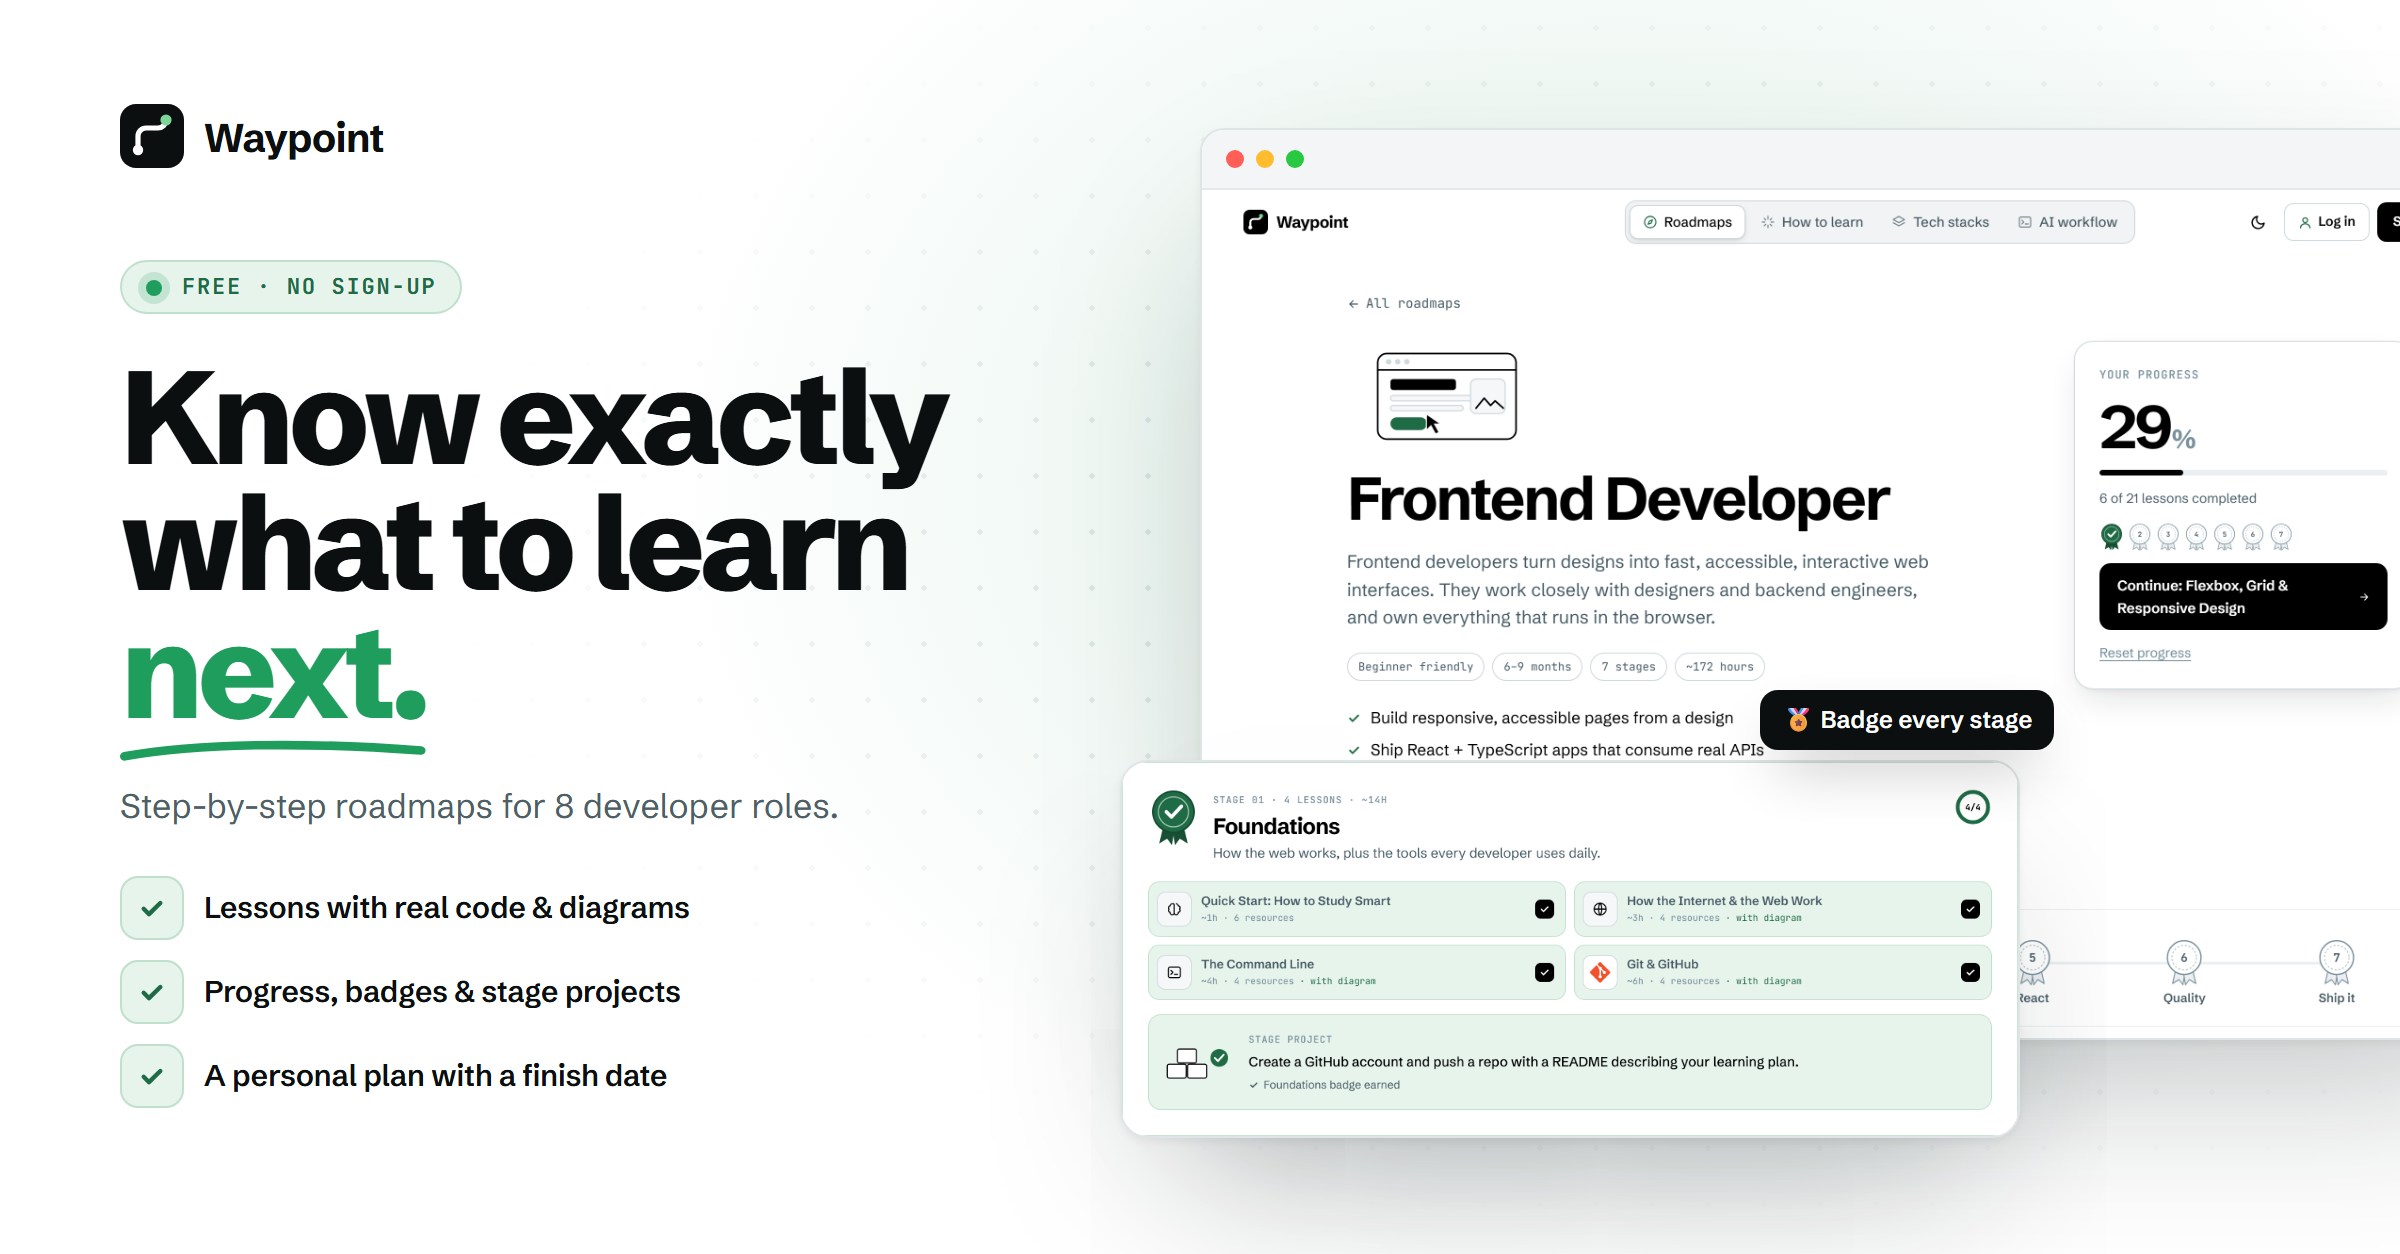 Waypoint
FREE · NO SIGN-UP
Know exactly
what to learn
next.
Step-by-step roadmaps for 8 developer roles.
Lessons with real code & diagrams
Progress, badges & stage projects
A personal plan with a finish date
Waypoint
Roadmaps
How to learn
Tech stacks
AI workflow
Log in
S
← All roadmaps
Frontend Developer
Frontend developers turn designs into fast, accessible, interactive web
interfaces. They work closely with designers and backend engineers,
and own everything that runs in the browser.
Beginner friendly
6–9 months
7 stages
~172 hours
Build responsive, accessible pages from a design
Ship React + TypeScript apps that consume real APIs
YOUR PROGRESS
29%
6 of 21 lessons completed
2 3 4 5 6 7
Continue: Flexbox, Grid &
Responsive Design →
Reset progress
Badge every stage
STAGE 01 · 4 LESSONS · ~14H
Foundations
How the web works, plus the tools every developer uses daily.
4/4
Quick Start: How to Study Smart
~1h · 6 resources
How the Internet & the Web Work
~3h · 4 resources · with diagram
The Command Line
~4h · 4 resources · with diagram
Git & GitHub
~6h · 4 resources · with diagram
STAGE PROJECT
Create a GitHub account and push a repo with a README describing your learning plan.
Foundations badge earned
5
React
6
Quality
7
Ship it